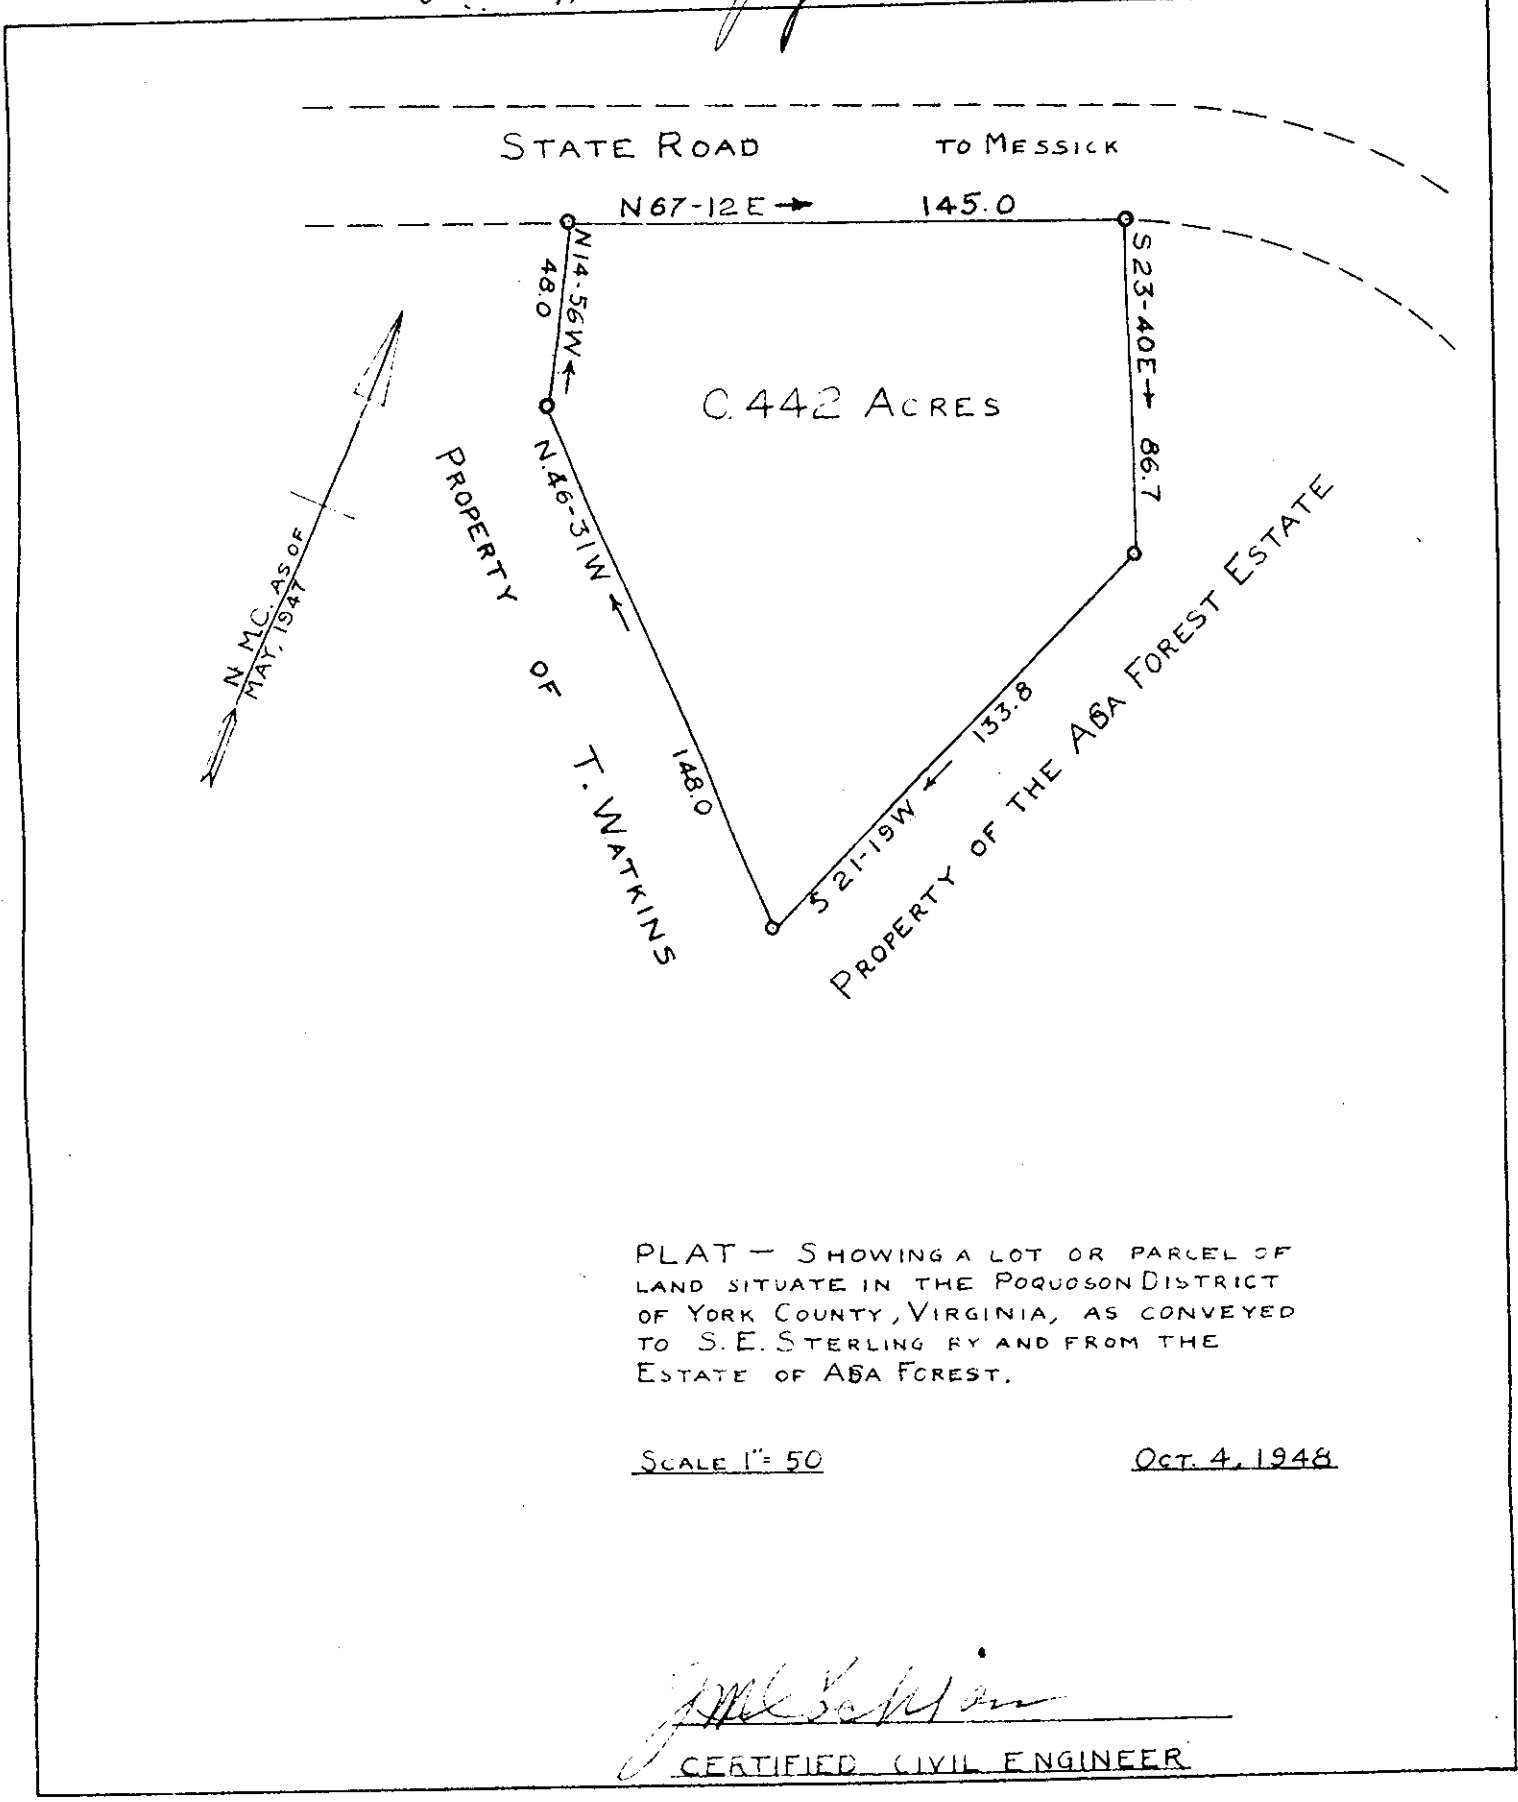 STATE ROAD TO MESSICK
N67-12E 145.0
N14-56W
48.0
S23-40E 86.7
0.442 ACRES
N.46-31W 148.0
PROPERTY OF T. WATKINS
N MC. AS OF
MAY, 1947
133.8
S 21-19W
PROPERTY OF THE ASA FOREST ESTATE
PLAT — SHOWING A LOT OR PARCEL OF
LAND SITUATE IN THE POQUOSON DISTRICT
OF YORK COUNTY, VIRGINIA, AS CONVEYED
TO S.E. STERLING BY AND FROM THE
ESTATE OF ASA FOREST.
SCALE 1"= 50 OCT. 4, 1948
CERTIFIED CIVIL ENGINEER